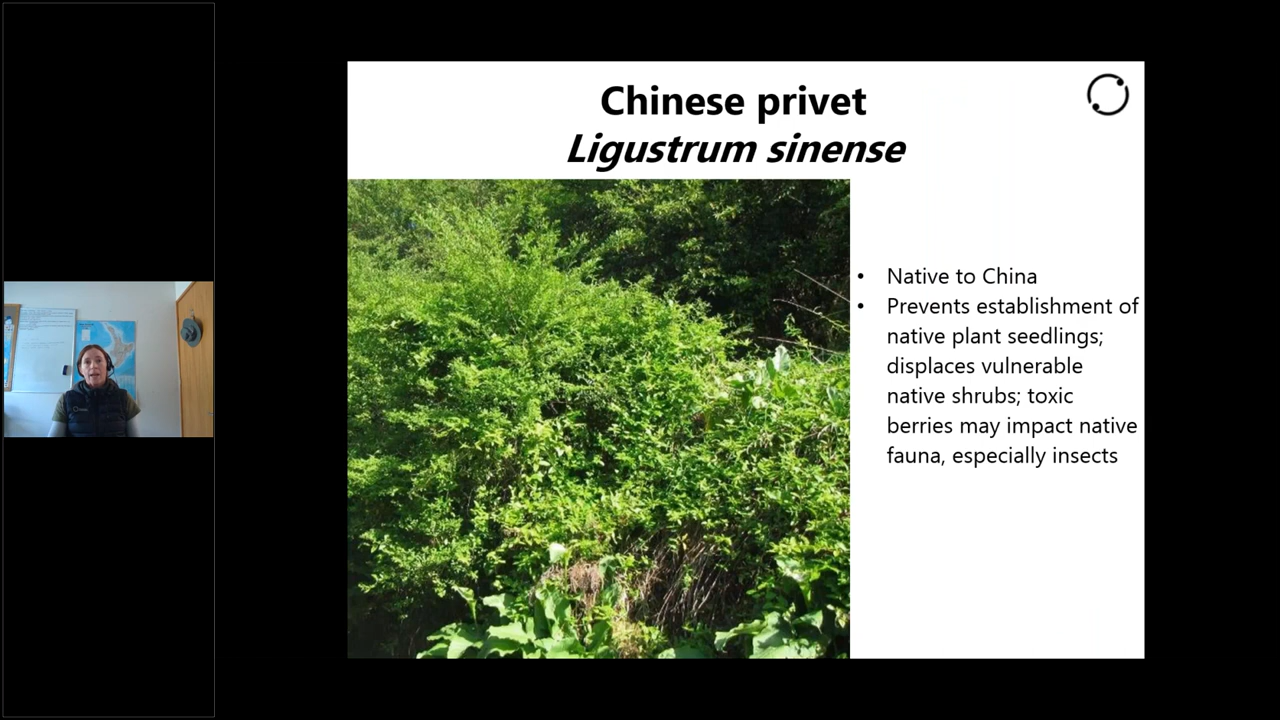 Chinese privet
Ligustrum sinense
• Native to China
• Prevents establishment of
native plant seedlings;
displaces vulnerable
native shrubs; toxic
berries may impact native
fauna, especially insects